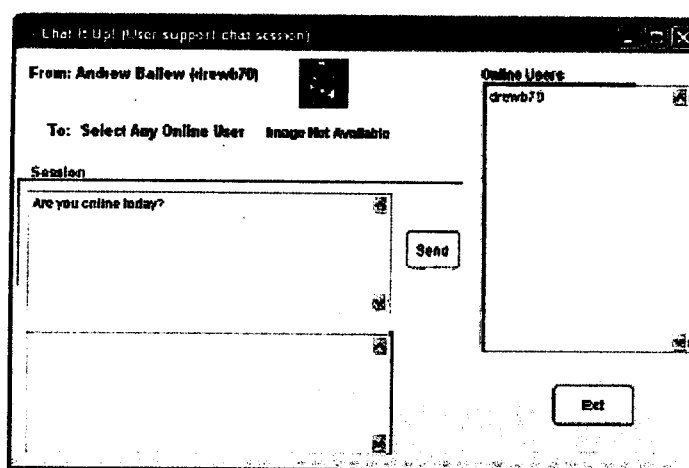 Chat It Up! (User support chat session)
From: Andrew Ballew (drewb70)
To: Select Any Online User Image Not Available
Session
Are you online today?
Send
Online Users
drewb70
Exit